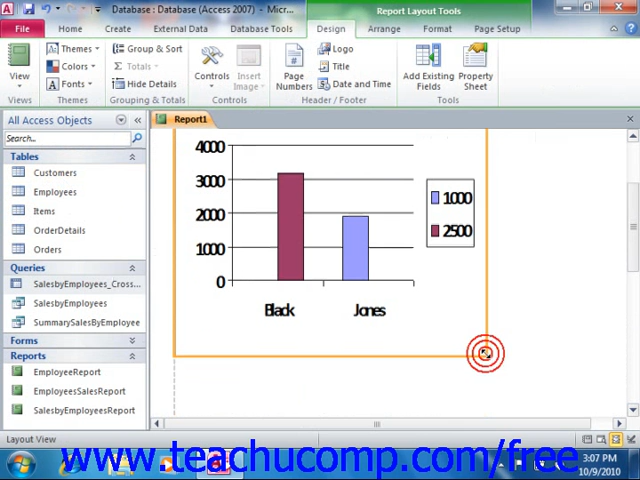 Database : Database (Access 2007) - Micr...
Report Layout Tools
File
Home
Create
External Data
Database Tools
Design
Arrange
Format
Page Setup
View
Views
Themes
Colors
Fonts
Themes
Group & Sort
Σ Totals
Hide Details
Grouping & Totals
Controls
Insert Image
Controls
Page Numbers
Logo
Title
Date and Time
Header / Footer
Add Existing Fields
Property Sheet
Tools
All Access Objects
Search...
Tables
Customers
Employees
Items
OrderDetails
Orders
Queries
SalesbyEmployees_Cross...
SalesbyEmployees
SummarySalesByEmployee
Forms
Reports
EmployeeReport
EmployeesSalesReport
SalesbyEmployeesReport
Report1
4000
3000
2000
1000
0
Black
Jones
1000
2500
Layout View
www.teachucomp.com/free
3:07 PM
10/9/2010